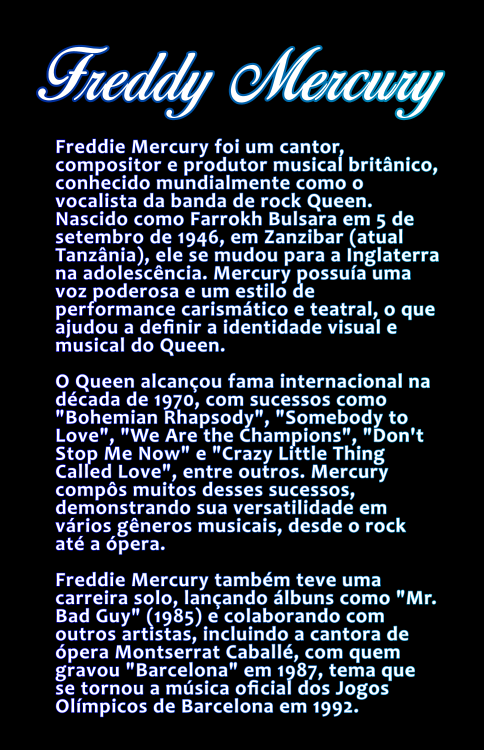 Freddy Mercury
Freddie Mercury foi um cantor,
compositor e produtor musical britânico,
conhecido mundialmente como o
vocalista da banda de rock Queen.
Nascido como Farrokh Bulsara em 5 de
setembro de 1946, em Zanzibar (atual
Tanzânia), ele se mudou para a Inglaterra
na adolescência. Mercury possuía uma
voz poderosa e um estilo de
performance carismático e teatral, o que
ajudou a definir a identidade visual e
musical do Queen.
O Queen alcançou fama internacional na
década de 1970, com sucessos como
"Bohemian Rhapsody", "Somebody to
Love", "We Are the Champions", "Don't
Stop Me Now" e "Crazy Little Thing
Called Love", entre outros. Mercury
compôs muitos desses sucessos,
demonstrando sua versatilidade em
vários gêneros musicais, desde o rock
até a ópera.
Freddie Mercury também teve uma
carreira solo, lançando álbuns como "Mr.
Bad Guy" (1985) e colaborando com
outros artistas, incluindo a cantora de
ópera Montserrat Caballé, com quem
gravou "Barcelona" em 1987, tema que
se tornou a música oficial dos Jogos
Olímpicos de Barcelona em 1992.